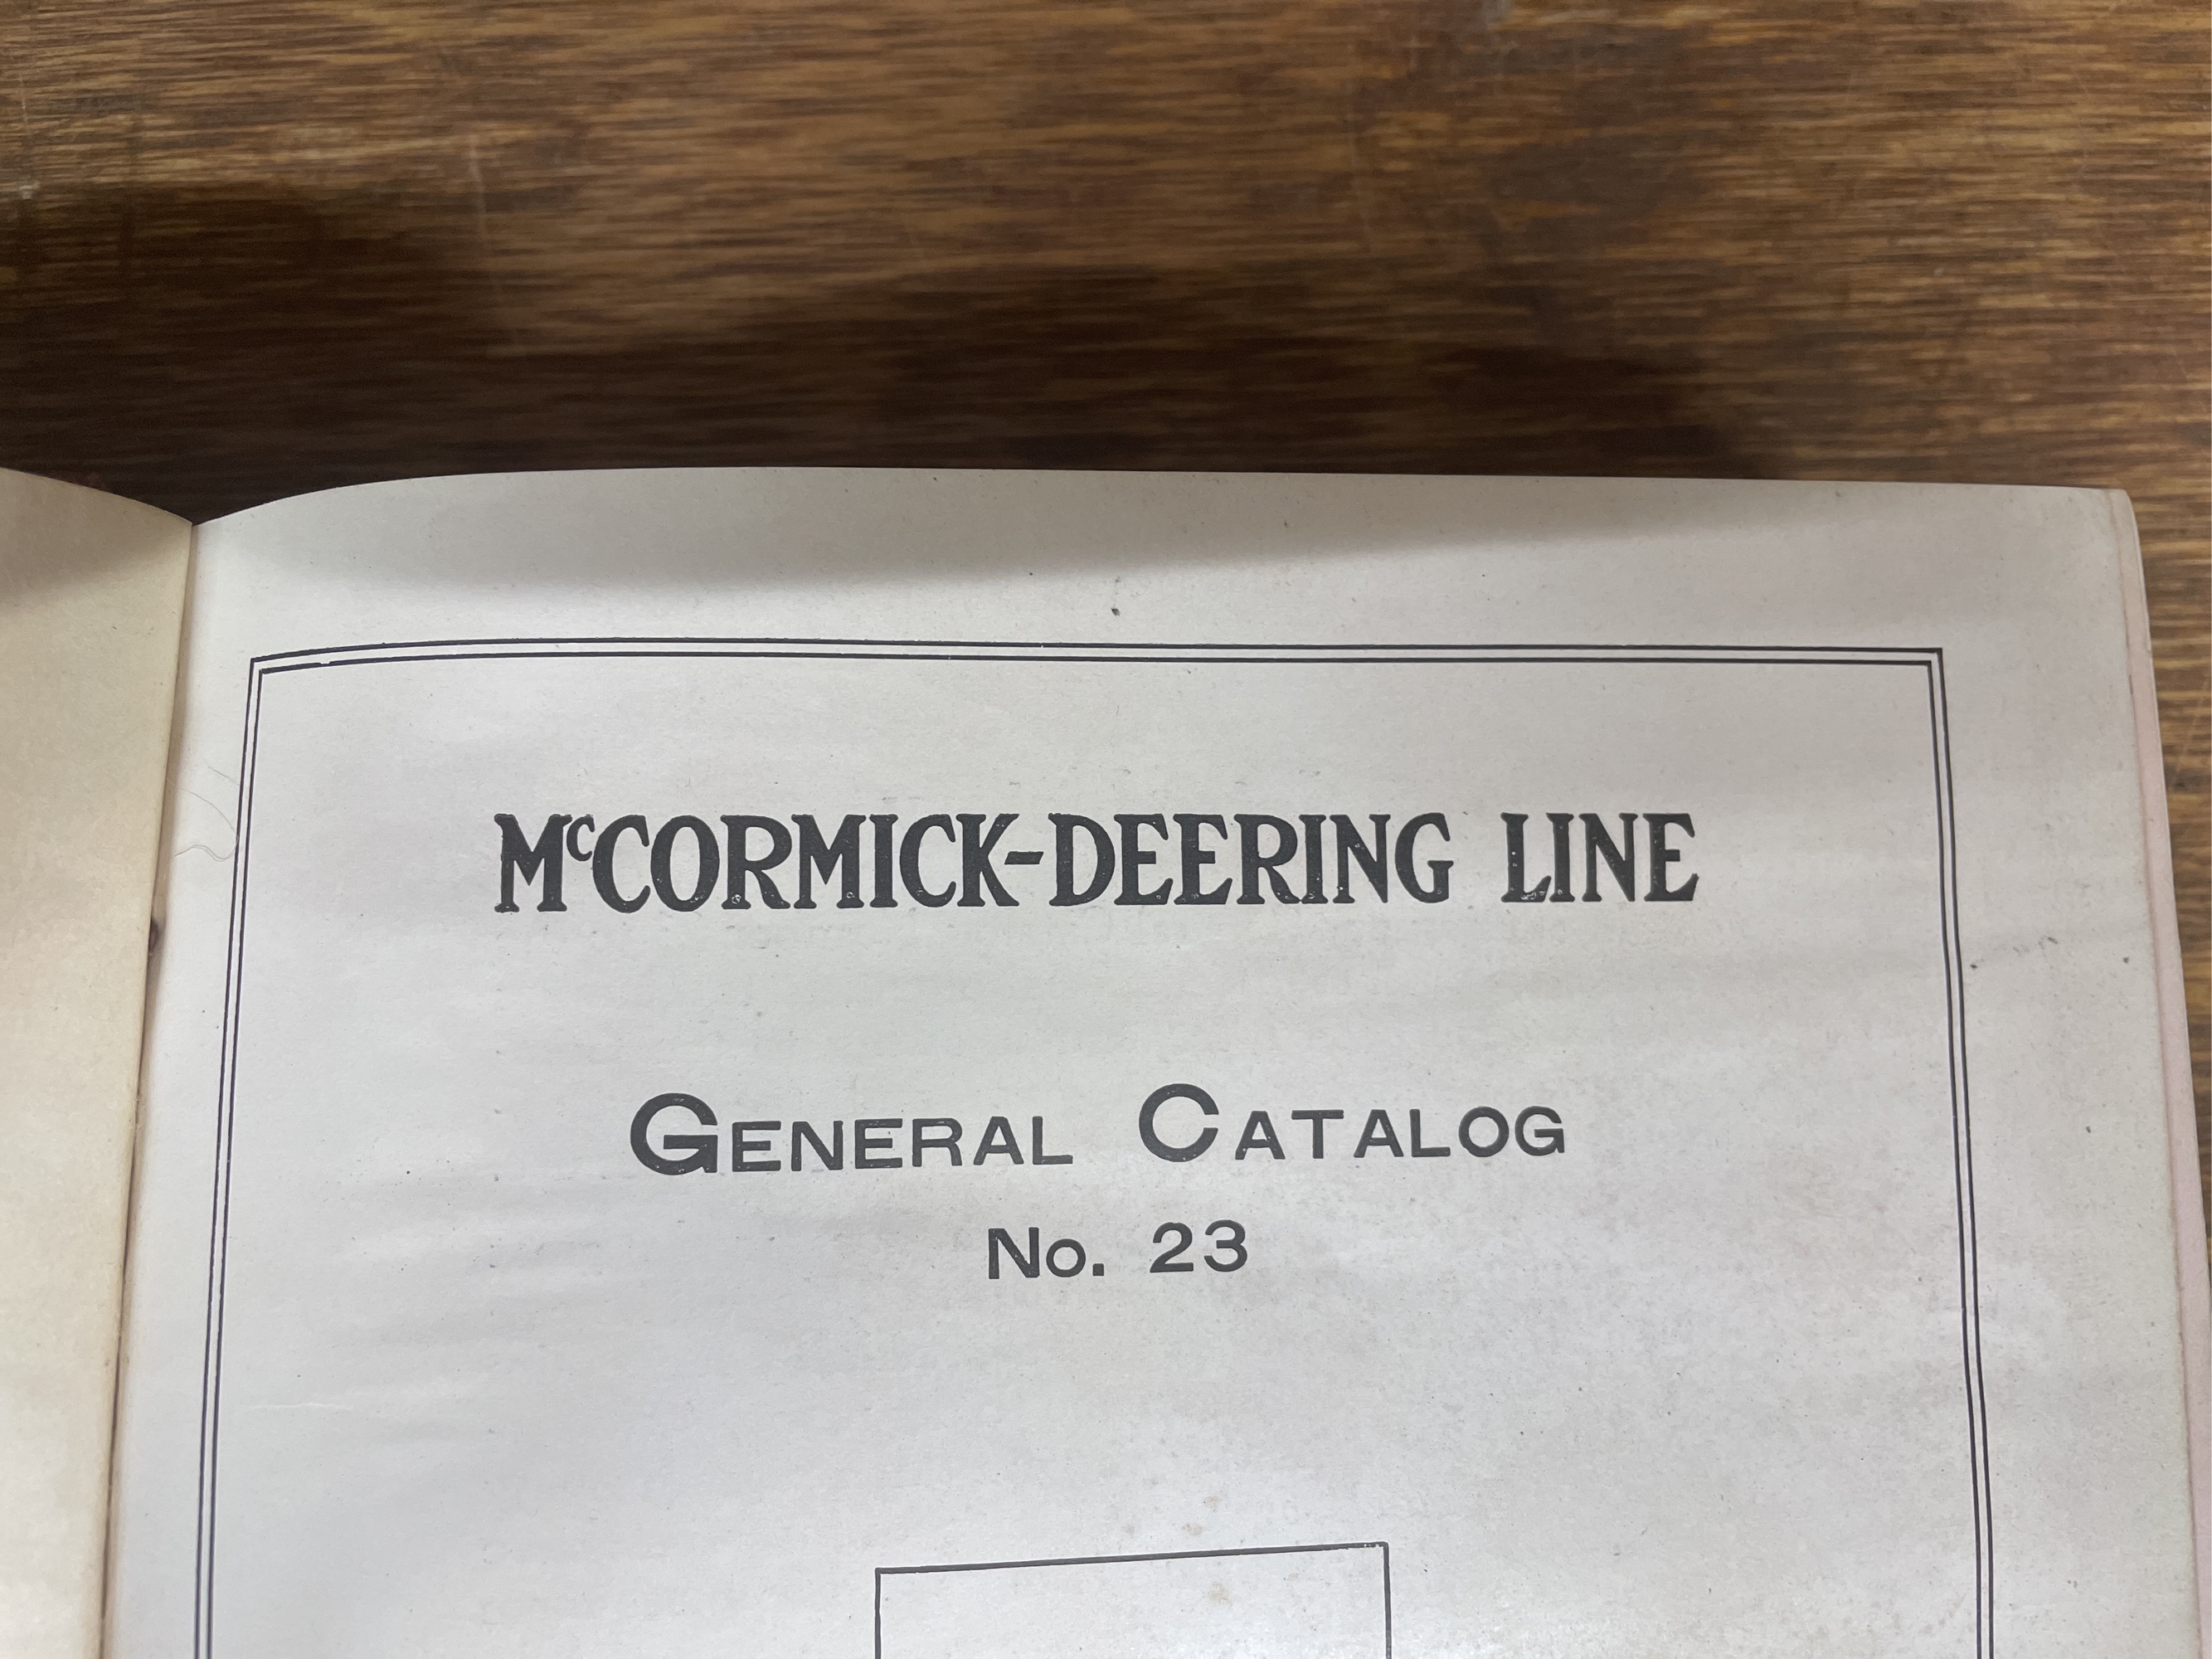 McCORMICK-DEERING LINE
GENERAL CATALOG
No. 23